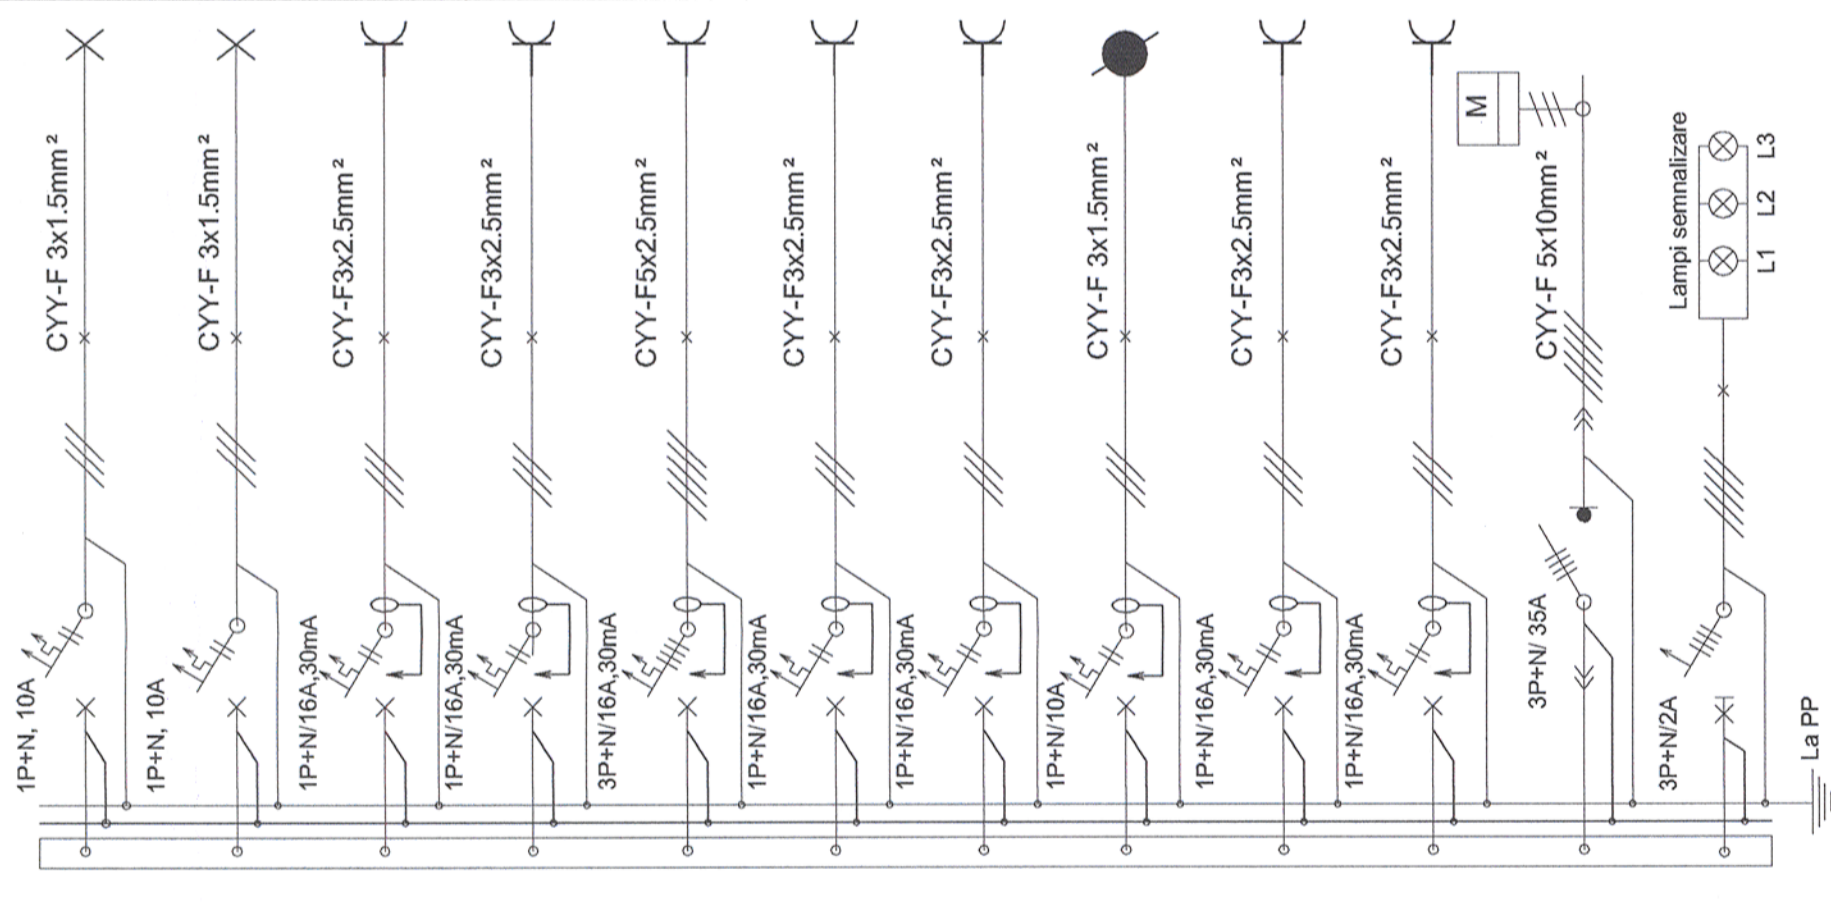 1P+N, 10A
CYY-F 3x1.5mm²
1P+N, 10A
CYY-F 3x1.5mm²
1P+N/16A,30mA
CYY-F3x2.5mm²
1P+N/16A,30mA
CYY-F3x2.5mm²
3P+N/16A,30mA
CYY-F5x2.5mm²
1P+N/16A,30mA
CYY-F3x2.5mm²
1P+N/16A,30mA
CYY-F3x2.5mm²
1P+N/10A
CYY-F 3x1.5mm²
1P+N/16A,30mA
CYY-F3x2.5mm²
1P+N/16A,30mA
CYY-F3x2.5mm²
3P+N/ 35A
CYY-F 5x10mm²
M
3P+N/2A
Lampi semnalizare
L1 L2 L3
La PP